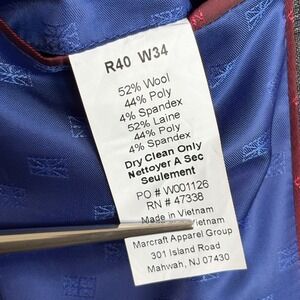 R40 W34
52% Wool
44% Poly
4% Spandex
52% Laine
44% Poly
4% Spandex
Dry Clean Only
Nettoyer A Sec
Seulement
PO # W001126
RN # 47338
Made in Vietnam
Vietnam
Marcraft Apparel Group
301 Island Road
Mahwah, NJ 07430